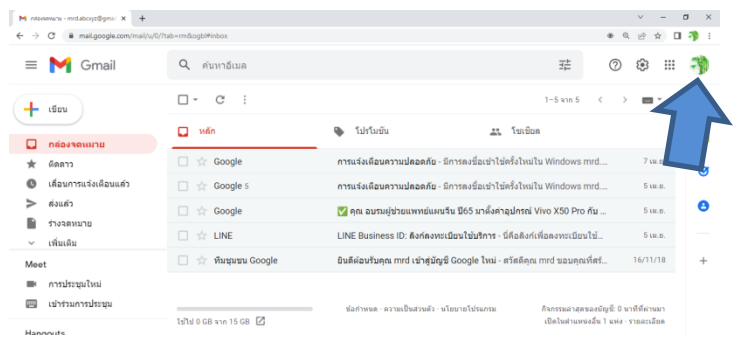 กล่องจดหมาย - mrd.abcxyz@gmai
mail.google.com/mail/u/0/?tab=rm&ogbl#inbox
Gmail
ค้นหาอีเมล
เขียน
1–5 จาก 5
กล่องจดหมาย
หลัก
โปรโมชัน
โซเชียล
ติดดาว
Google
การแจ้งเตือนความปลอดภัย - มีการลงชื่อเข้าใช้ครั้งใหม่ใน Windows mrd....
7 เม.ย.
เลื่อนการแจ้งเตือนแล้ว
Google 5
การแจ้งเตือนความปลอดภัย - มีการลงชื่อเข้าใช้ครั้งใหม่ใน Windows mrd....
5 เม.ย.
ส่งแล้ว
Google
✅ คุณ อบรมผู้ช่วยแพทย์แผนจีน ปี65 มาตั้งค่าอุปกรณ์ Vivo X50 Pro กับ ...
5 เม.ย.
ร่างจดหมาย
LINE
LINE Business ID: ลิงก์ลงทะเบียนใช้บริการ - นี่คือลิงก์เพื่อลงทะเบียนใช้...
5 เม.ย.
เพิ่มเติม
ทีมชุมชน Google
ยินดีต้อนรับคุณ mrd เข้าสู่บัญชี Google ใหม่ - สวัสดีคุณ mrd ขอบคุณที่สร้...
16/11/18
Meet
การประชุมใหม่
เข้าร่วมการประชุม
Hangouts
ใช้ไป 0 GB จาก 15 GB
ข้อกำหนด · ความเป็นส่วนตัว · นโยบายโปรแกรม
กิจกรรมล่าสุดของบัญชี: 0 นาทีที่ผ่านมา
เปิดในตำแหน่งอื่น 1 แห่ง · รายละเอียด